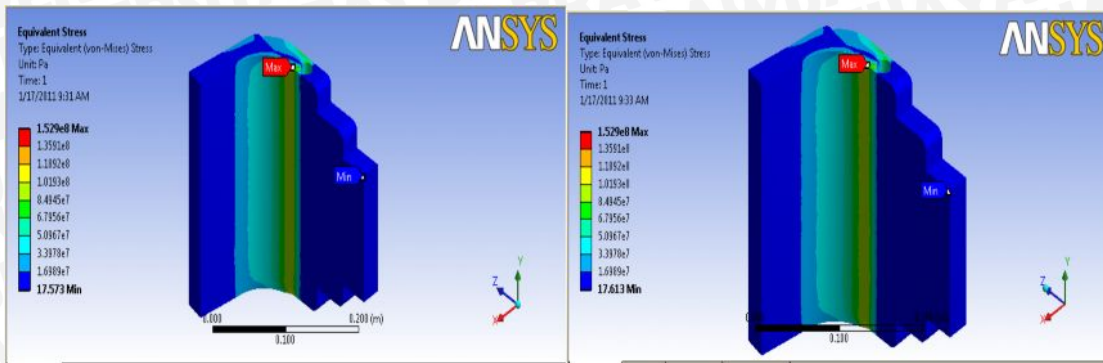 Equivalent Stress
Type: Equivalent (von-Mises) Stress
Unit: Pa
Time: 1
1/17/2011 9:31 AM
ANSYS
1.529e8 Max
1.3591e8
1.1892e8
1.0193e8
8.4945e7
6.7956e7
5.0967e7
3.3978e7
1.6989e7
17.573 Min
Max
Min
Y
Z
X
0.000
0.200 (m)
0.100
Equivalent Stress
Type: Equivalent (von-Mises) Stress
Unit: Pa
Time: 1
1/17/2011 9:33 AM
ANSYS
1.529e8 Max
1.3591e8
1.1892e8
1.0193e8
8.4945e7
6.7956e7
5.0967e7
3.3978e7
1.6989e7
17.613 Min
Max
Min
Y
Z
X
0.100